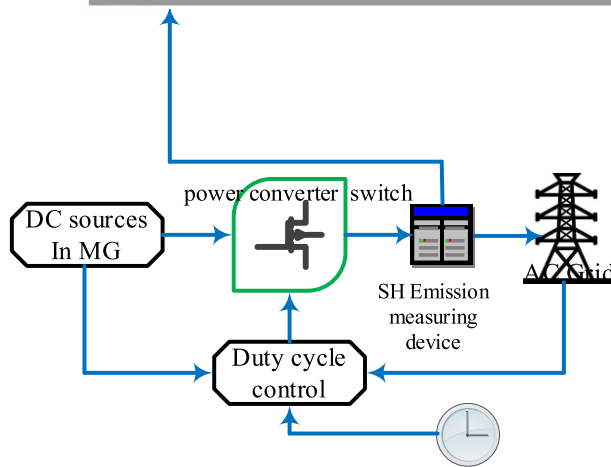 power converter switch
DC sources
In MG
AC Grid
SH Emission
measuring
device
Duty cycle
control